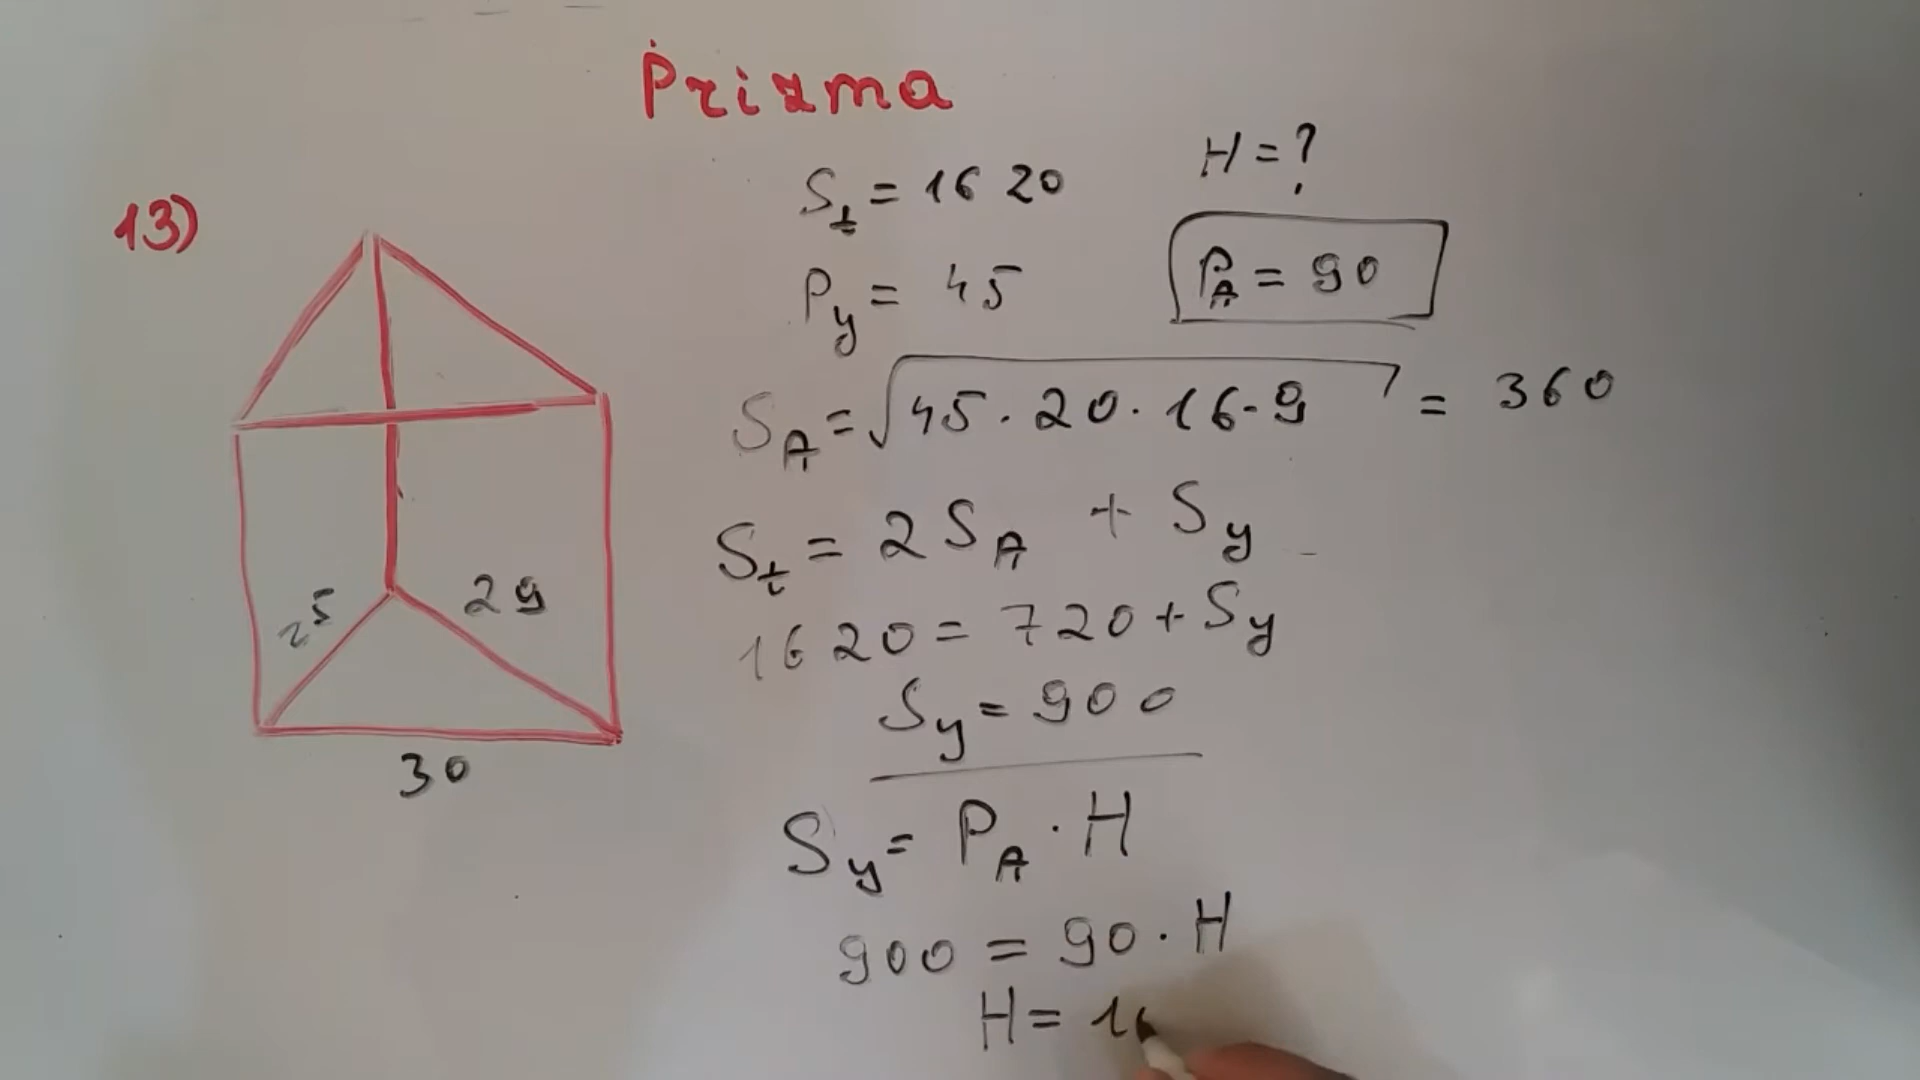 Prizma
13)
S_t = 1620
H = ?
P_y = 45
P_A = 90
S_A = √45 · 20 · 16 · 9 = 360
S_t = 2S_A + S_y
1620 = 720 + S_y
S_y = 900
S_y = P_A · H
900 = 90 · H
H = 1
25
29
30